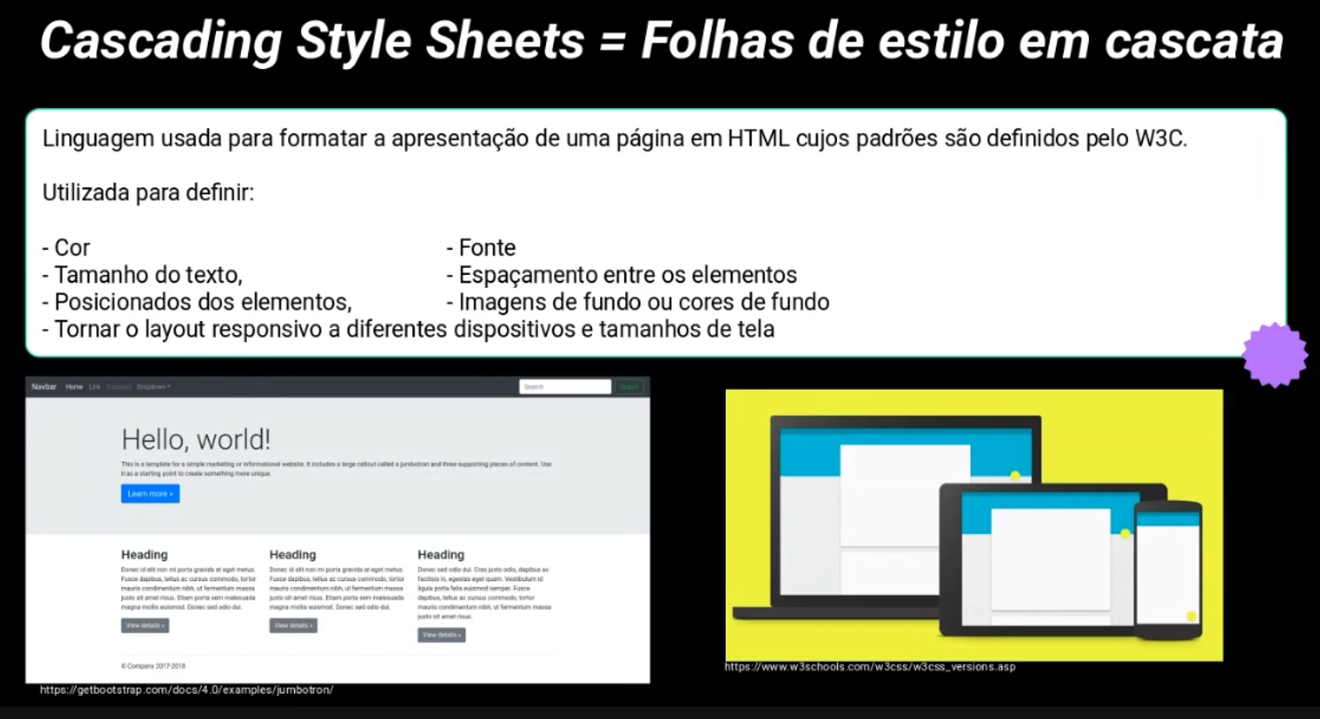 Cascading Style Sheets = Folhas de estilo em cascata
Linguagem usada para formatar a apresentação de uma página em HTML cujos padrões são definidos pelo W3C.
Utilizada para definir:
- Cor
- Tamanho do texto,
- Posicionados dos elementos,
- Fonte
- Espaçamento entre os elementos
- Imagens de fundo ou cores de fundo
- Tornar o layout responsivo a diferentes dispositivos e tamanhos de tela
Navbar Home Link Disabled Dropdown
Search Search
Hello, world!
This is a template for a simple marketing or informational website. It includes a large callout called a jumbotron and three supporting pieces of content. Use
it as a starting point to create something more unique.
Learn more »
Heading
Donec id elit non mi porta gravida at eget metus.
Fusce dapibus, tellus ac cursus commodo, tortor
mauris condimentum nibh, ut fermentum massa
justo sit amet risus. Etiam porta sem malesuada
magna mollis euismod. Donec sed odio dui.
View details »
Heading
Donec id elit non mi porta gravida at eget metus.
Fusce dapibus, tellus ac cursus commodo, tortor
mauris condimentum nibh, ut fermentum massa
justo sit amet risus. Etiam porta sem malesuada
magna mollis euismod. Donec sed odio dui.
View details »
Heading
Donec sed odio dui. Cras justo odio, dapibus ac
facilisis in, egestas eget quam. Vestibulum id
ligula porta felis euismod semper. Fusce
dapibus, tellus ac cursus commodo, tortor
mauris condimentum nibh, ut fermentum massa
justo sit amet risus.
View details »
© Company 2017-2018
https://getbootstrap.com/docs/4.0/examples/jumbotron/
https://www.w3schools.com/w3css/w3css_versions.asp